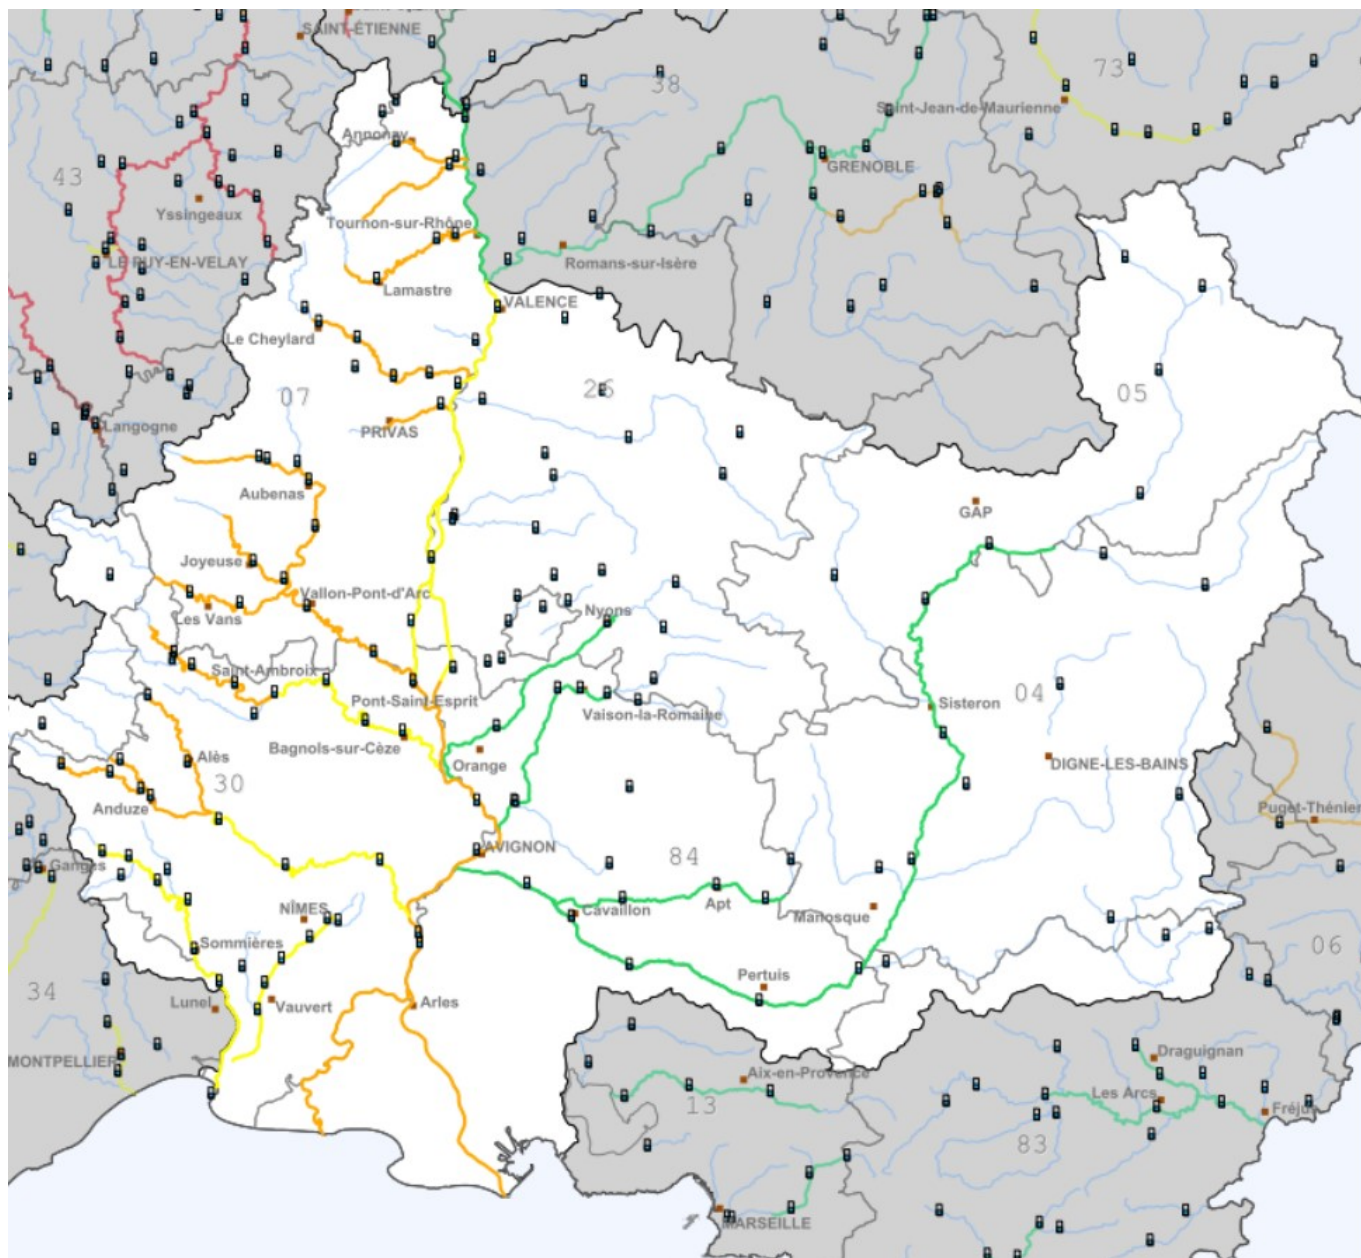 SAINT-ÉTIENNE
73
38
Saint-Jean-de-Maurienne
Annonay
GRENOBLE
43
Yssingeaux
Tournon-sur-Rhône
LE PUY-EN-VELAY
Romans-sur-Isère
Lamastre
VALENCE
Le Cheylard
07
26
05
Langogne
PRIVAS
Aubenas
GAP
Joyeuse
Vallon-Pont-d'Arc
Les Vans
Nyons
Saint-Ambroix
04
Pont-Saint-Esprit
Sisteron
Vaison-la-Romaine
Bagnols-sur-Cèze
Alès
Orange
DIGNE-LES-BAINS
30
Anduze
Puget-Thénier
AVIGNON
84
Ganges
Apt
NÎMES
Cavaillon
Manosque
Sommières
06
Pertuis
34
Lunel
Vauvert
Arles
MONTPELLIER
Draguignan
Aix-en-Provence
Les Arcs
13
Fréjus
83
MARSEILLE